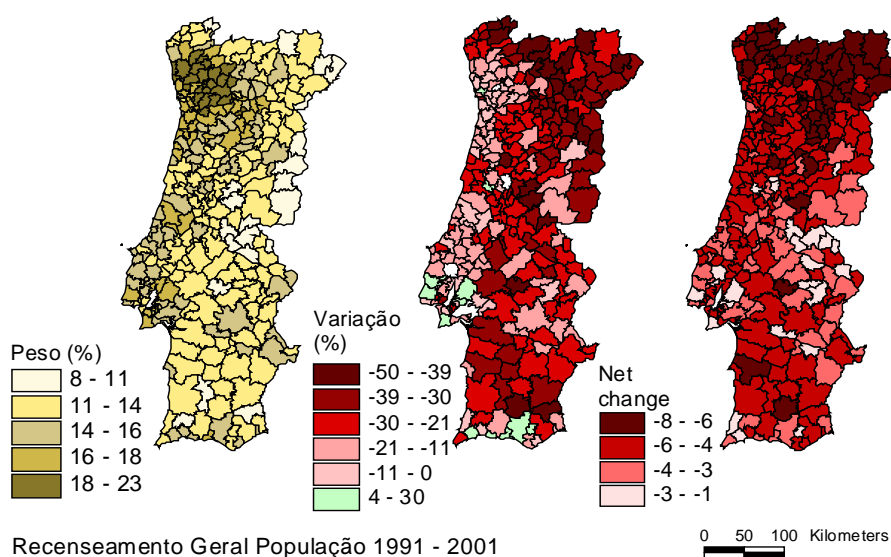 Peso (%)
8 - 11
11 - 14
14 - 16
16 - 18
18 - 23
Variação
(%)
-50 - -39
-39 - -30
-30 - -21
-21 - -11
-11 - 0
4 - 30
Net
change
-8 - -6
-6 - -4
-4 - -3
-3 - -1
Recenseamento Geral População 1991 - 2001
0 50 100 Kilometers